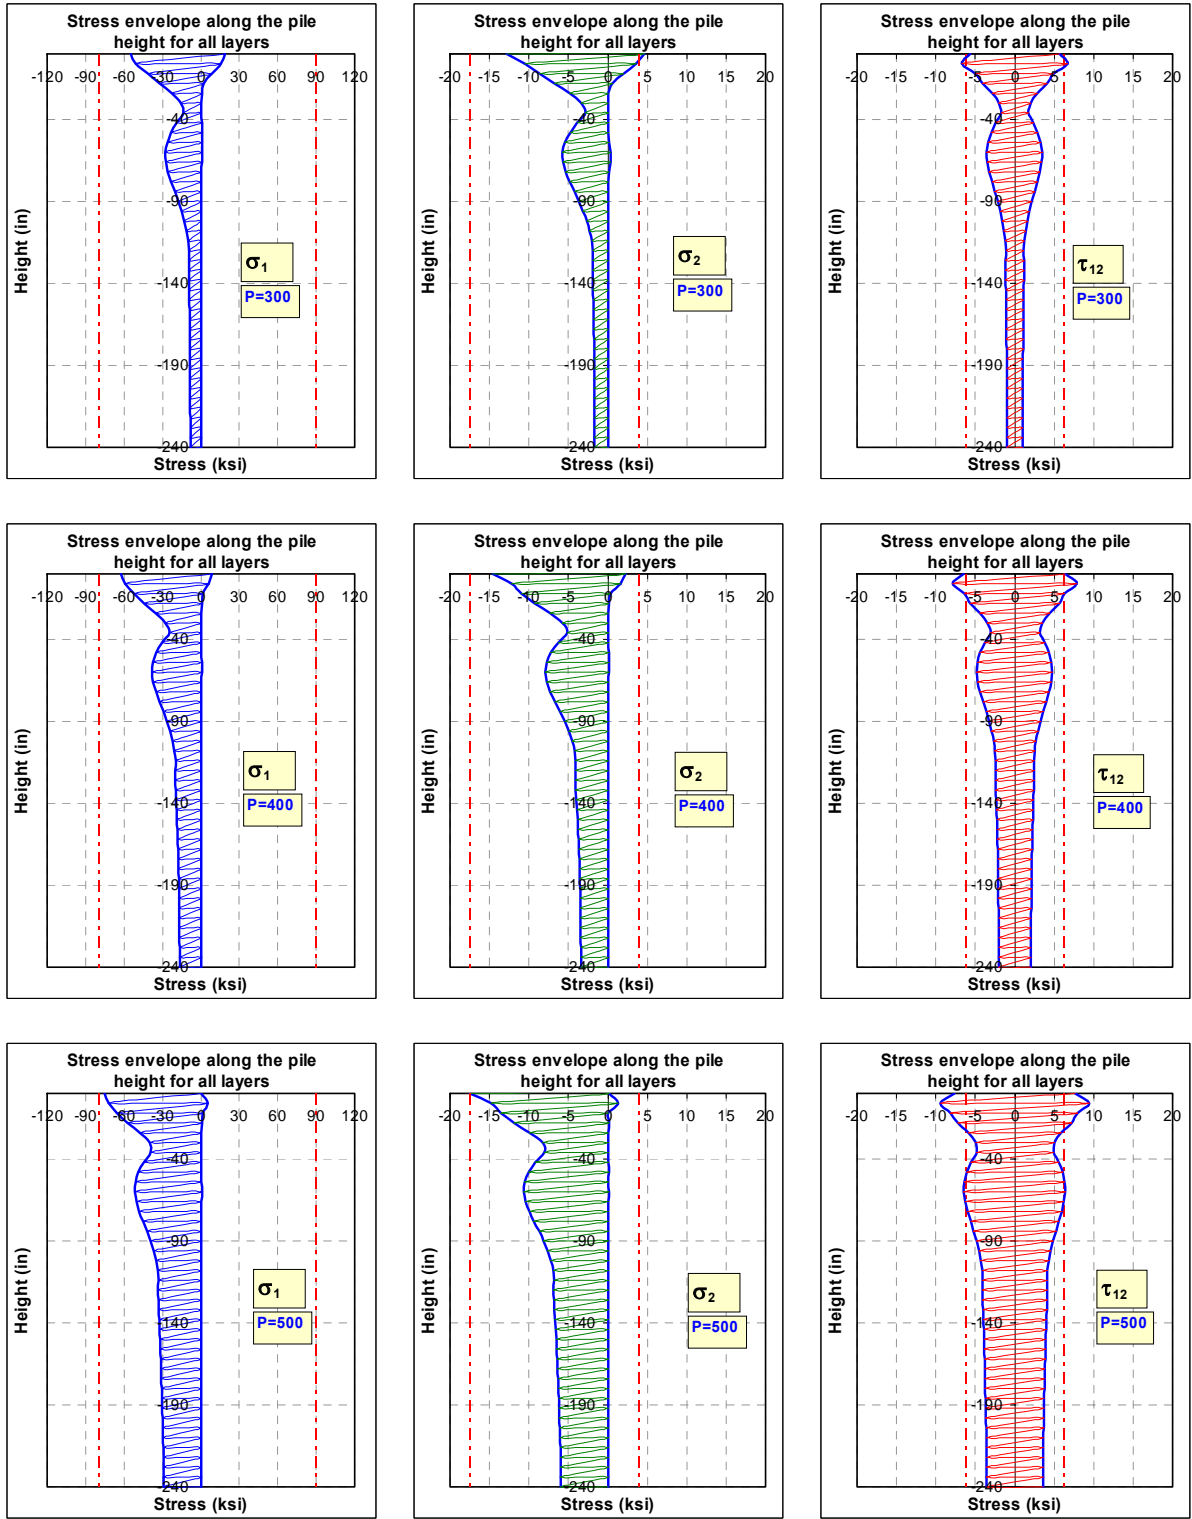 Stress envelope along the pile
height for all layers
-120 -90 -60 -30 0 30 60 90 120
-40
-90
-140
-190
-240
Height (in)
σ1
P=300
Stress (ksi)
Stress envelope along the pile
height for all layers
-20 -15 -10 -5 0 5 10 15 20
-40
-90
-140
-190
-240
Height (in)
σ2
P=300
Stress (ksi)
Stress envelope along the pile
height for all layers
-20 -15 -10 -5 0 5 10 15 20
-40
-90
-140
-190
-240
Height (in)
τ12
P=300
Stress (ksi)
Stress envelope along the pile
height for all layers
-120 -90 -60 -30 0 30 60 90 120
-40
-90
-140
-190
-240
Height (in)
σ1
P=400
Stress (ksi)
Stress envelope along the pile
height for all layers
-20 -15 -10 -5 0 5 10 15 20
-40
-90
-140
-190
-240
Height (in)
σ2
P=400
Stress (ksi)
Stress envelope along the pile
height for all layers
-20 -15 -10 -5 0 5 10 15 20
-40
-90
-140
-190
-240
Height (in)
τ12
P=400
Stress (ksi)
Stress envelope along the pile
height for all layers
-120 -90 -60 -30 0 30 60 90 120
-40
-90
-140
-190
-240
Height (in)
σ1
P=500
Stress (ksi)
Stress envelope along the pile
height for all layers
-20 -15 -10 -5 0 5 10 15 20
-40
-90
-140
-190
-240
Height (in)
σ2
P=500
Stress (ksi)
Stress envelope along the pile
height for all layers
-20 -15 -10 -5 0 5 10 15 20
-40
-90
-140
-190
-240
Height (in)
τ12
P=500
Stress (ksi)